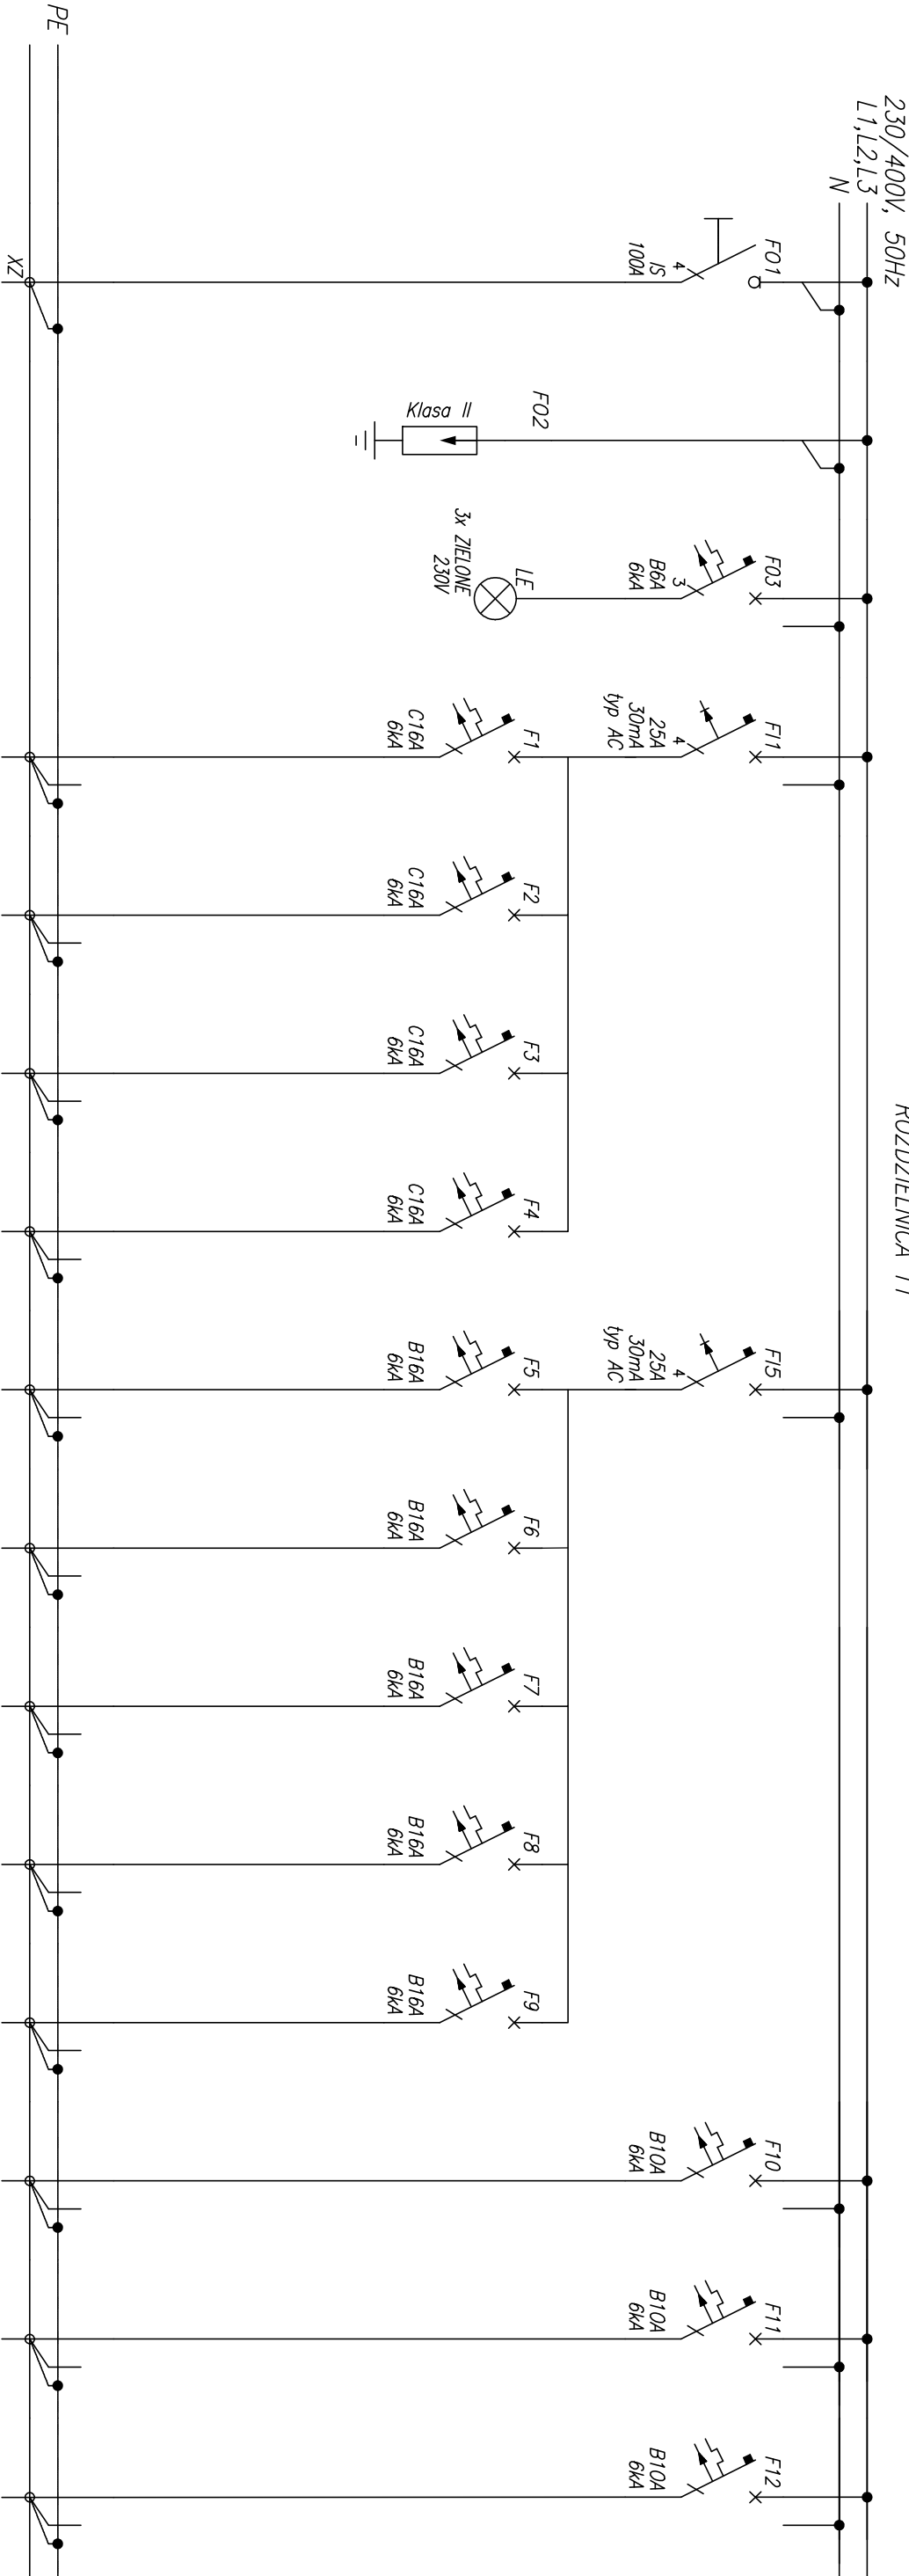 230/400V, 50Hz
L1,L2,L3
N
PE
XZ
F01
4
IS
100A
F02
Klasa II
F03
3
B6A
6kA
LE
3x ZIELONE
230V
FI1
4
25A
30mA
typ AC
F1
C16A
6kA
F2
C16A
6kA
F3
C16A
6kA
F4
C16A
6kA
FI5
4
25A
30mA
typ AC
F5
B16A
6kA
F6
B16A
6kA
F7
B16A
6kA
F8
B16A
6kA
F9
B16A
6kA
F10
B10A
6kA
F11
B10A
6kA
F12
B10A
6kA
ROZDZIELNICA